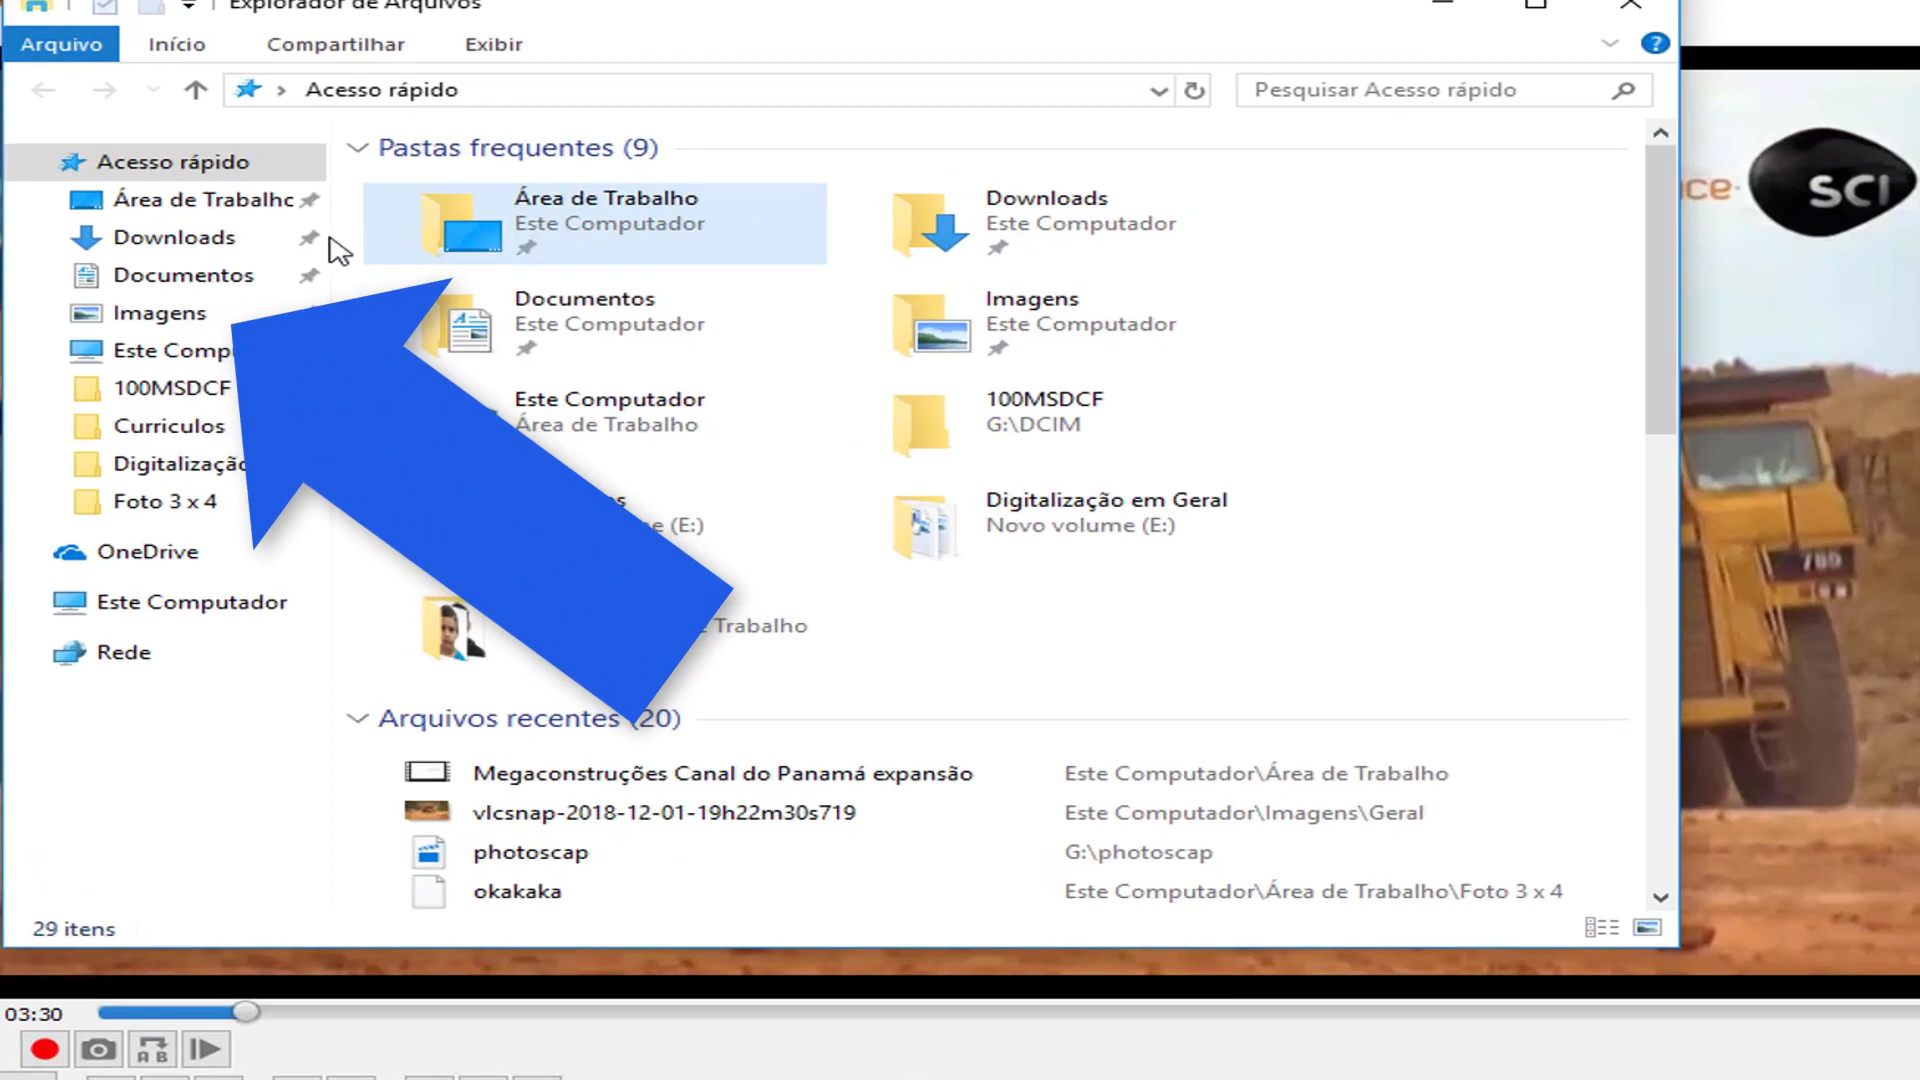 Explorador de Arquivos
Arquivo Início Compartilhar Exibir
Acesso rápido
Pesquisar Acesso rápido
Acesso rápido
Área de Trabalho
Downloads
Documentos
Imagens
Este Comp
100MSDCF
Curriculos
Digitalização
Foto 3 x 4
OneDrive
Este Computador
Rede
Pastas frequentes (9)
Área de Trabalho
Este Computador
Downloads
Este Computador
Documentos
Este Computador
Imagens
Este Computador
Este Computador
Área de Trabalho
100MSDCF
G:\DCIM
(E:)
Digitalização em Geral
Novo volume (E:)
Trabalho
Arquivos recentes (20)
Megaconstruções Canal do Panamá expansão Este Computador\Área de Trabalho
vlcsnap-2018-12-01-19h22m30s719 Este Computador\Imagens\Geral
photoscap G:\photoscap
okakaka Este Computador\Área de Trabalho\Foto 3 x 4
29 itens
SCI
789
03:30
A B